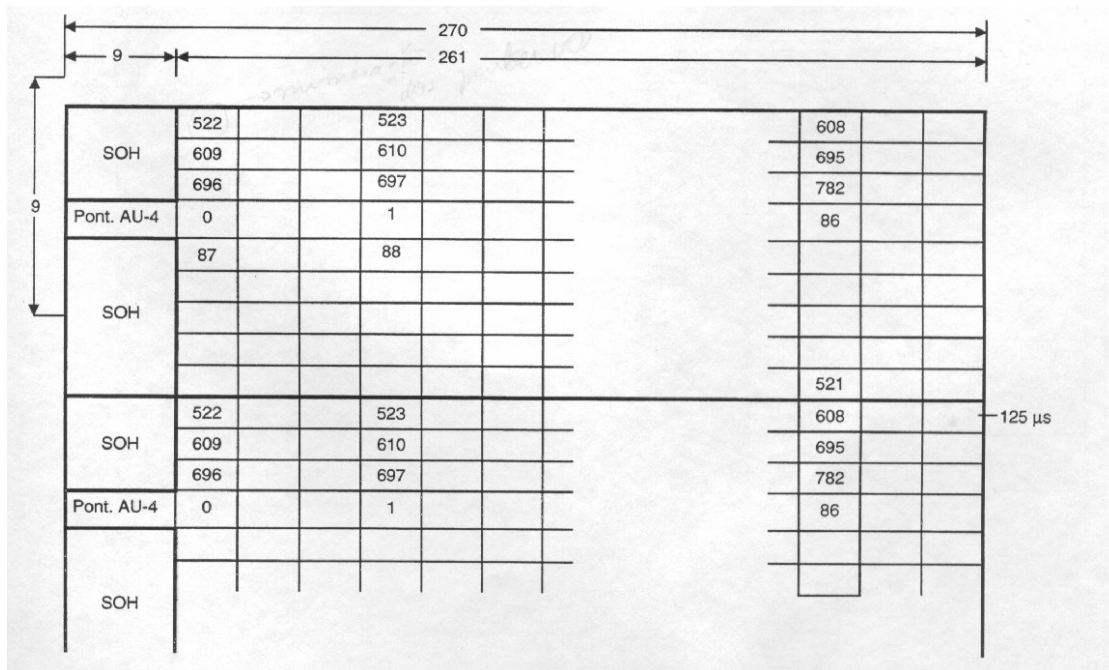 270
9 261
522 523 608
SOH 609 610 695
696 697 782
9
Pont. AU-4 0 1 86
87 88
SOH
521
522 523 608 125 μs
SOH 609 610 695
696 697 782
Pont. AU-4 0 1 86
SOH